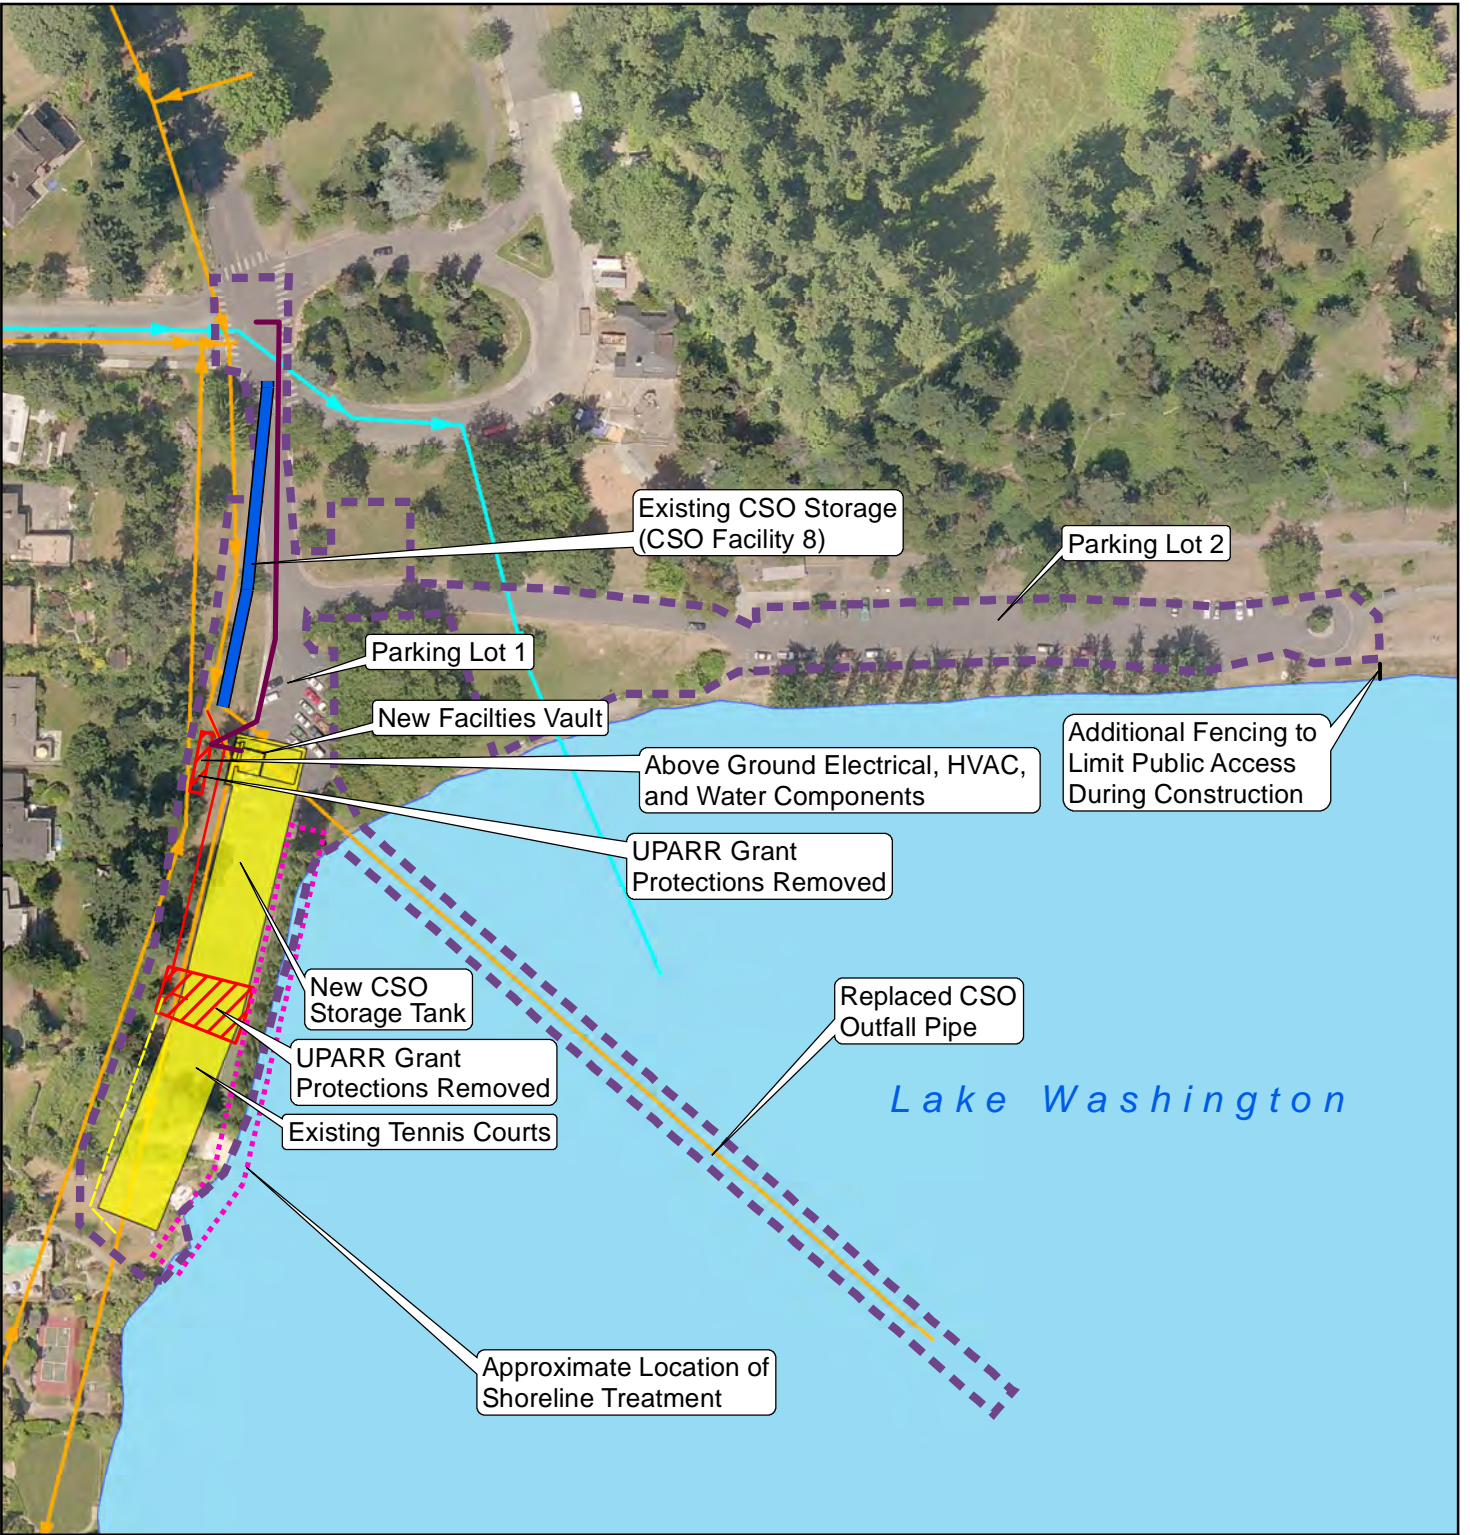 Existing CSO Storage
(CSO Facility 8)
Parking Lot 2
Parking Lot 1
New Facilties Vault
Above Ground Electrical, HVAC,
and Water Components
Additional Fencing to
Limit Public Access
During Construction
UPARR Grant
Protections Removed
New CSO
Storage Tank
Replaced CSO
Outfall Pipe
UPARR Grant
Protections Removed
Lake Washington
Existing Tennis Courts
Approximate Location of
Shoreline Treatment